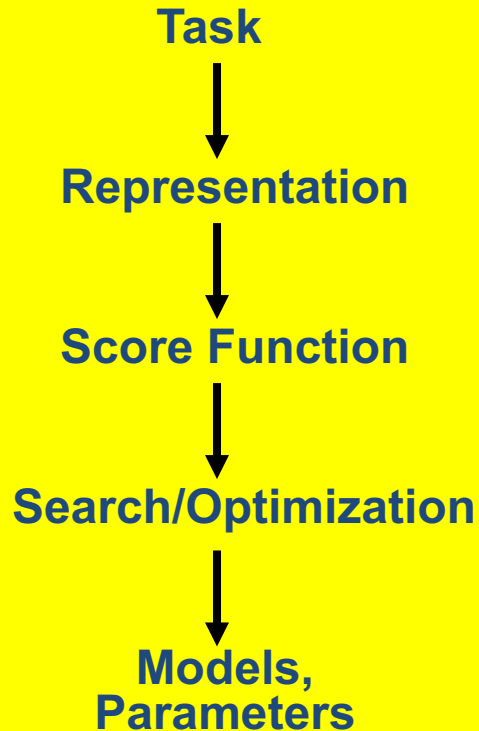 Task
Representation
Score Function
Search/Optimization
Models,
Parameters